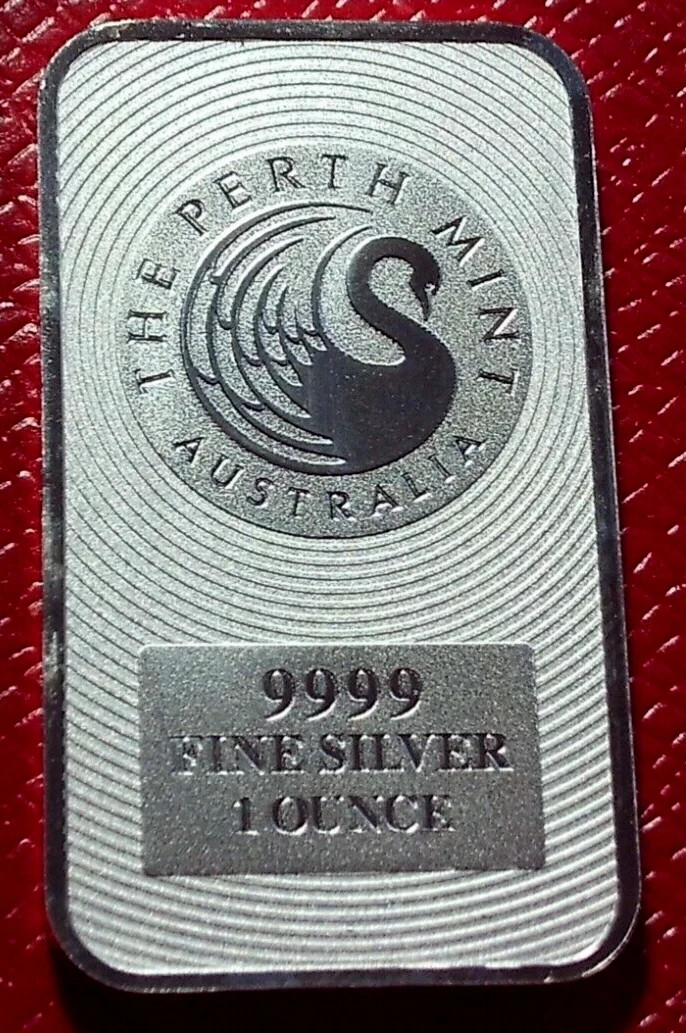 THE PERTH MINT
AUSTRALIA
9999
FINE SILVER
1 OUNCE